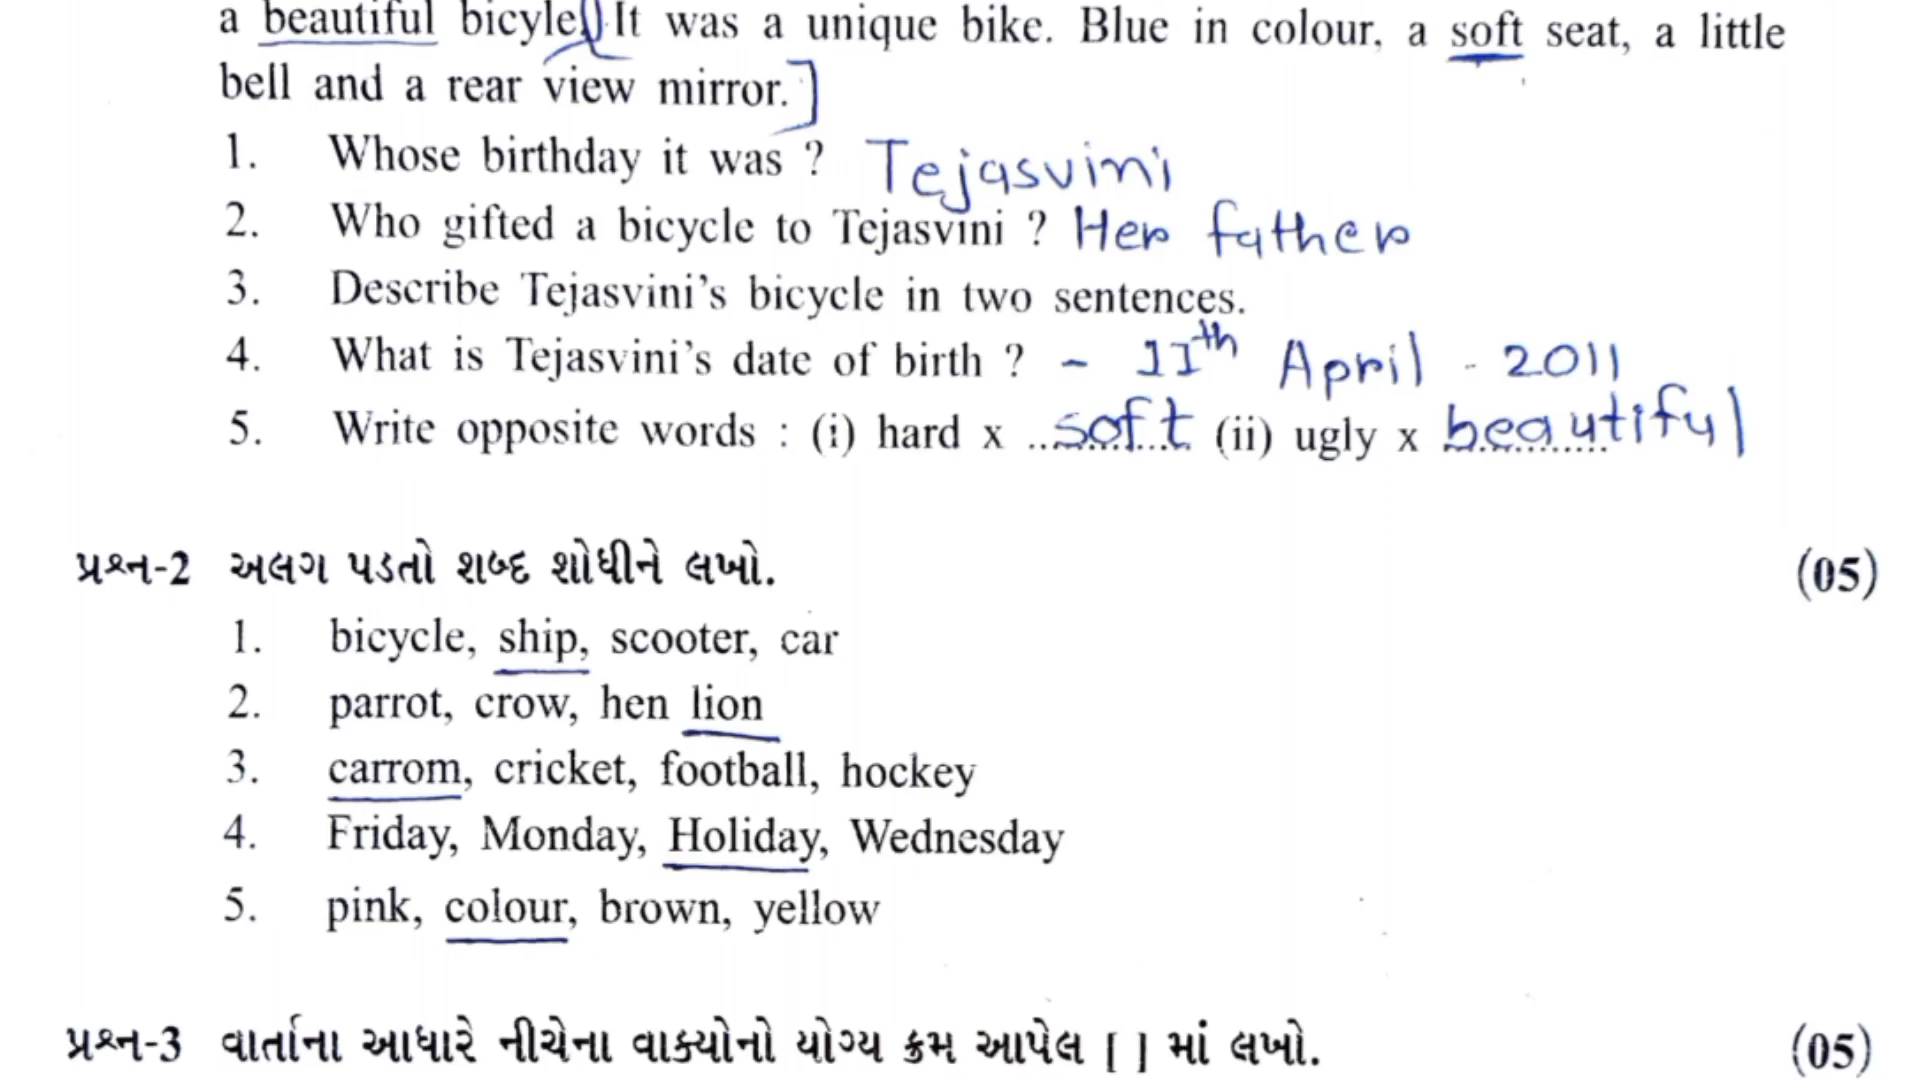 a beautiful bicyle. It was a unique bike. Blue in colour, a soft seat, a little
bell and a rear view mirror.]
1. Whose birthday it was ? Tejasvini
2. Who gifted a bicycle to Tejasvini ? Her father
3. Describe Tejasvini's bicycle in two sentences.
4. What is Tejasvini's date of birth ? - 11th April - 2011
5. Write opposite words : (i) hard x ..soft.. (ii) ugly x beautiful
પ્રશ્ન-2 અલગ પડતો શબ્દ શોધીને લખો. (05)
1. bicycle, ship, scooter, car
2. parrot, crow, hen lion
3. carrom, cricket, football, hockey
4. Friday, Monday, Holiday, Wednesday
5. pink, colour, brown, yellow
પ્રશ્ન-3 વાર્તાના આધારે નીચેના વાક્યોનો યોગ્ય ક્રમ આપેલ [ ] માં લખો. (05)